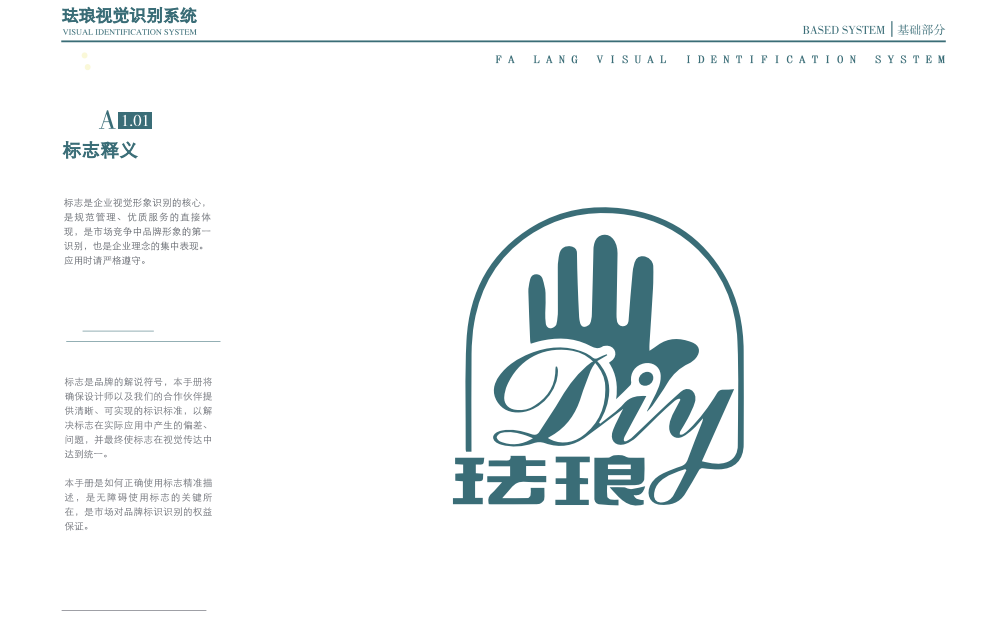 珐琅视觉识别系统
VISUAL IDENTIFICATION SYSTEM
BASED SYSTEM 基础部分
FA LANG VISUAL IDENTIFICATION SYSTEM
A 1.01
标志释义
标志是企业视觉形象识别的核心，
是规范管理、优质服务的直接体
现，是市场竞争中品牌形象的第一
识别，也是企业理念的集中表现。
应用时请严格遵守。
标志是品牌的解说符号，本手册将
确保设计师以及我们的合作伙伴提
供清晰、可实现的标识标准，以解
决标志在实际应用中产生的偏差、
问题，并最终使标志在视觉传达中
达到统一。
本手册是如何正确使用标志精准描
述，是无障碍使用标志的关键所
在，是市场对品牌标识识别的权益
保证。
Diy
珐琅